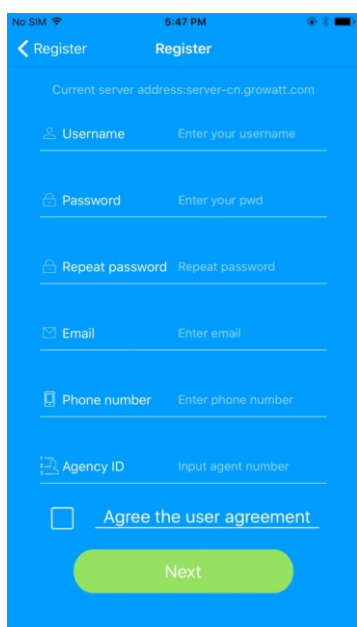 No SIM 5:47 PM
Register Register
Current server address:server-cn.growatt.com
Username Enter your username
Password Enter your pwd
Repeat password Repeat password
Email Enter email
Phone number Enter phone number
Agency ID Input agent number
Agree the user agreement
Next